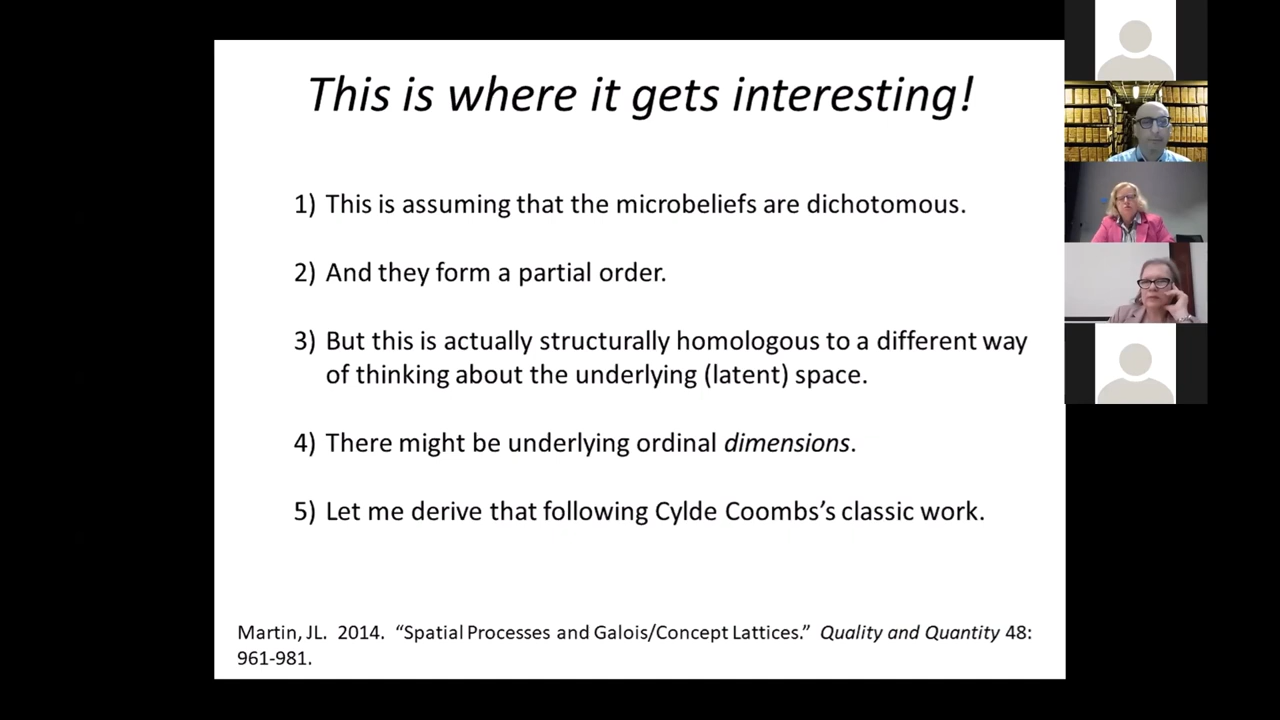 This is where it gets interesting!
1) This is assuming that the microbeliefs are dichotomous.
2) And they form a partial order.
3) But this is actually structurally homologous to a different way
of thinking about the underlying (latent) space.
4) There might be underlying ordinal dimensions.
5) Let me derive that following Cylde Coombs’s classic work.
Martin, JL. 2014. “Spatial Processes and Galois/Concept Lattices.” Quality and Quantity 48:
961-981.